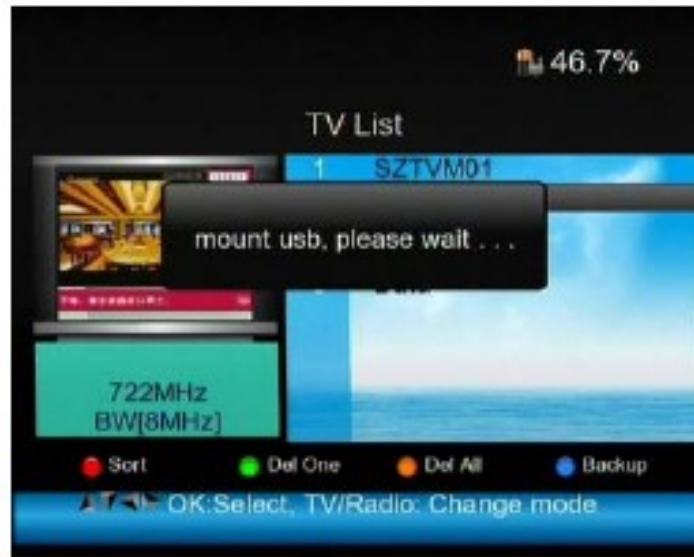 46.7%
TV List
1 SZTVM01
mount usb, please wait . . .
722MHz
BW[8MHz]
Sort
Del One
Del All
Backup
OK:Select, TV/Radio: Change mode